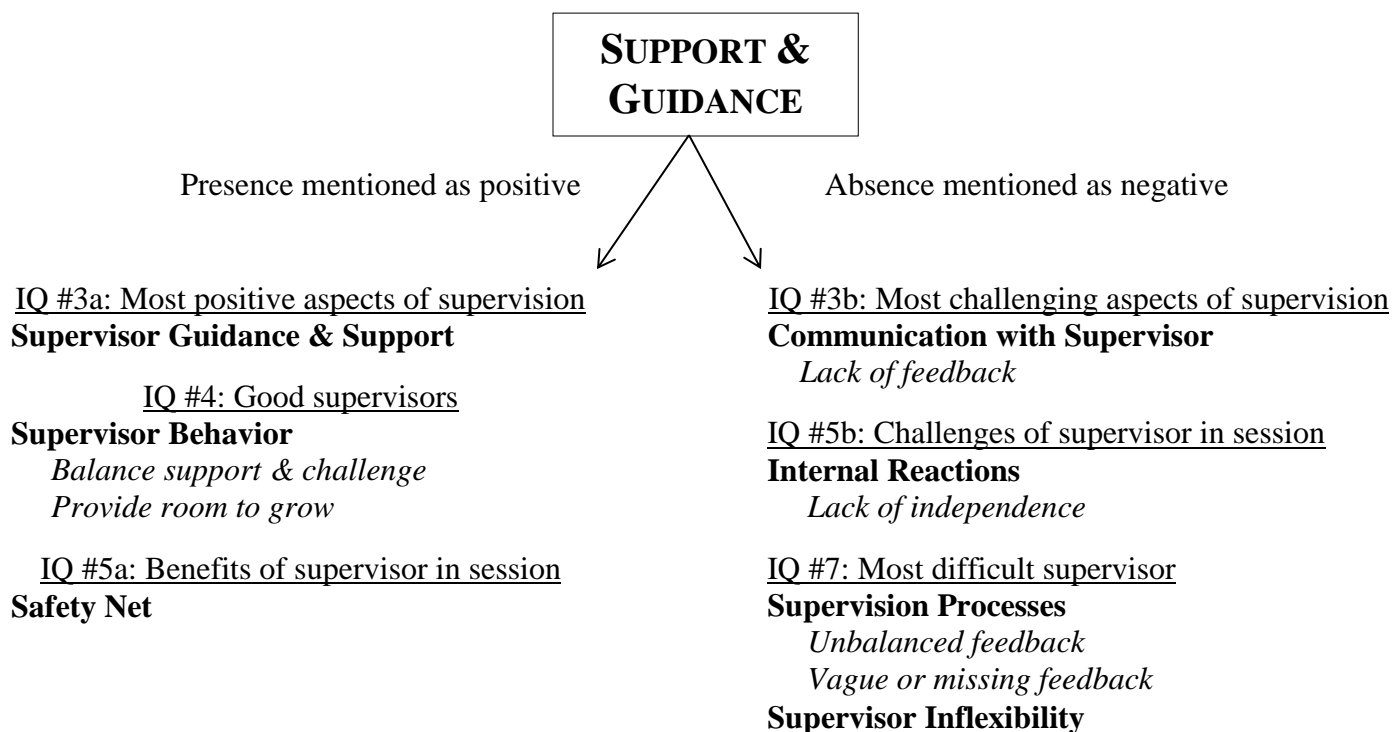 SUPPORT &
GUIDANCE
Presence mentioned as positive
Absence mentioned as negative
IQ #3a: Most positive aspects of supervision
Supervisor Guidance & Support
IQ #4: Good supervisors
Supervisor Behavior
Balance support & challenge
Provide room to grow
IQ #5a: Benefits of supervisor in session
Safety Net
IQ #3b: Most challenging aspects of supervision
Communication with Supervisor
Lack of feedback
IQ #5b: Challenges of supervisor in session
Internal Reactions
Lack of independence
IQ #7: Most difficult supervisor
Supervision Processes
Unbalanced feedback
Vague or missing feedback
Supervisor Inflexibility